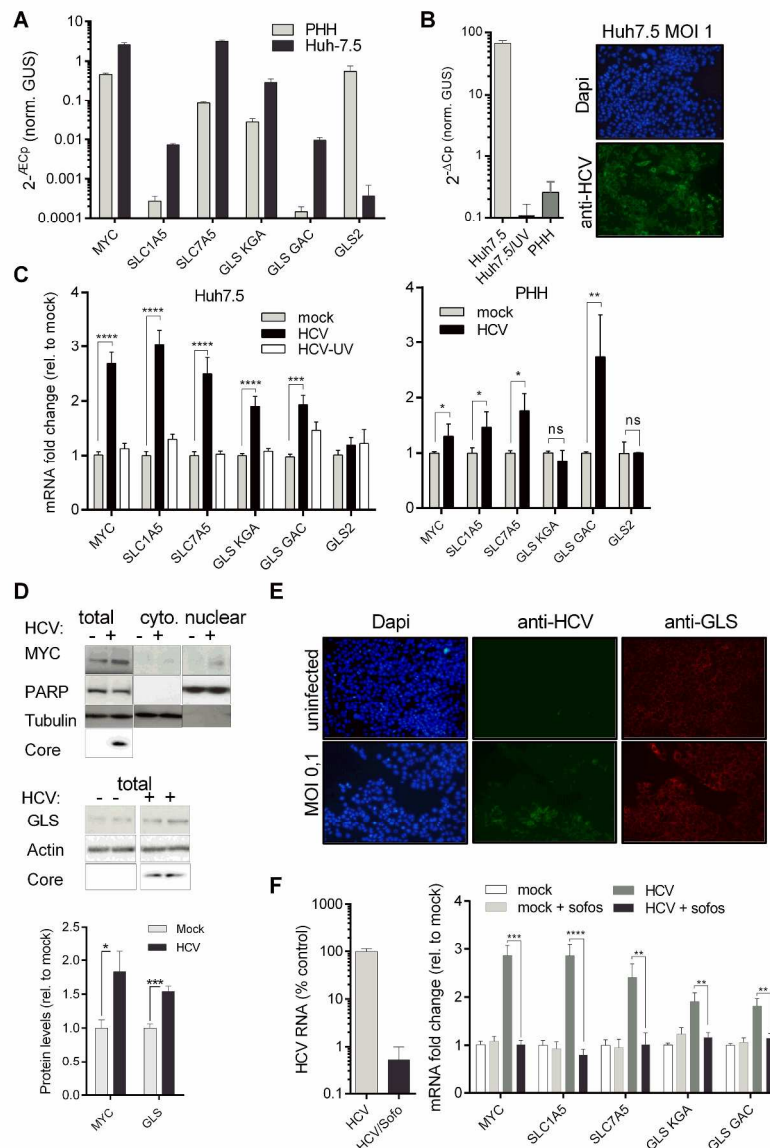 A
PHH
Huh-7.5
2-ÆCp (norm. GUS)
10
1
0.1
0.01
0.001
0.0001
MYC
SLC1A5
SLC7A5
GLS KGA
GLS GAC
GLS2
B
Huh7.5 MOI 1
2-ΔCp (norm. GUS)
100
10
1
0.1
Huh7.5
Huh7.5/UV
PHH
Dapi
anti-HCV
C
Huh7.5
mock
HCV
HCV-UV
mRNA fold change (rel. to mock)
4
3
2
1
0
****
****
****
****
***
MYC
SLC1A5
SLC7A5
GLS KGA
GLS GAC
GLS2
PHH
mock
HCV
4
2
0
*
*
*
ns
**
ns
MYC
SLC1A5
SLC7A5
GLS KGA
GLS GAC
GLS2
D
total cyto. nuclear
HCV: - + - + - +
MYC
PARP
Tubulin
Core
total
HCV: - - + +
GLS
Actin
Core
Mock
HCV
Protein levels (rel. to mock)
2.5
2.0
1.5
1.0
0.5
0.0
*
***
MYC
GLS
E
Dapi anti-HCV anti-GLS
uninfected
MOI 0,1
F
HCV RNA (% control)
1000
100
10
1
0.1
HCV
HCV/Sofo
mock
mock + sofos
HCV
HCV + sofos
mRNA fold change (rel. to mock)
4
3
2
1
0
***
****
**
**
**
MYC
SLC1A5
SLC7A5
GLS KGA
GLS GAC